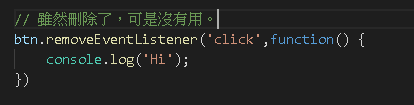 // 雖然刪除了，可是沒有用。
btn.removeEventListener('click',function() {
    console.log('Hi');
})